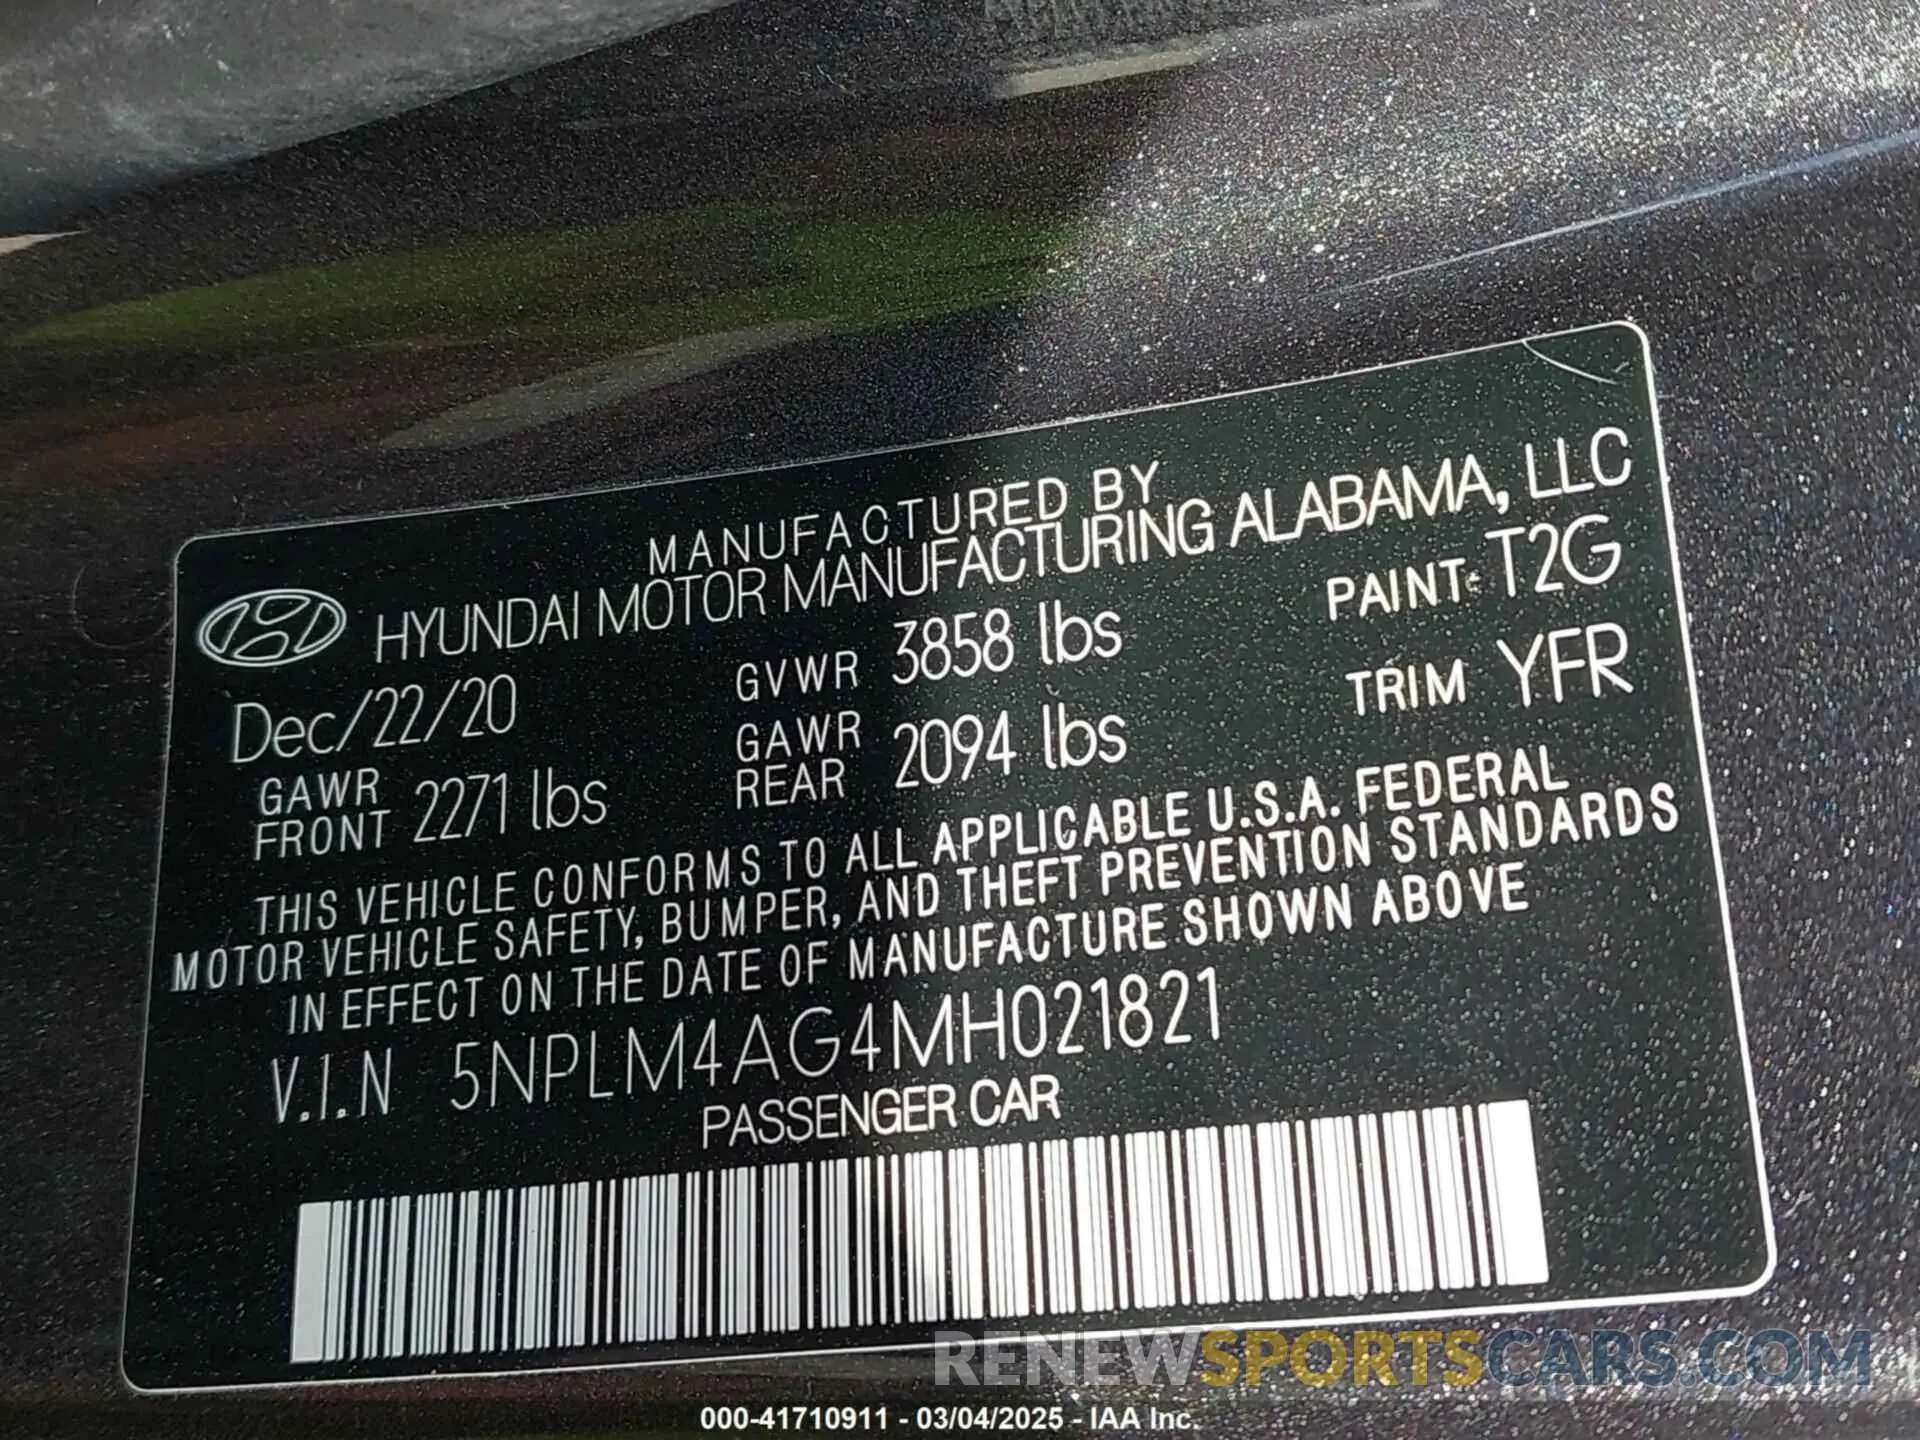 MANUFACTURED BY
HYUNDAI MOTOR MANUFACTURING ALABAMA, LLC
Dec/22/20 GVWR 3858 lbs PAINT: T2G
GAWR FRONT 2271 lbs GAWR REAR 2094 lbs TRIM YFR
THIS VEHICLE CONFORMS TO ALL APPLICABLE U.S.A. FEDERAL
MOTOR VEHICLE SAFETY, BUMPER, AND THEFT PREVENTION STANDARDS
IN EFFECT ON THE DATE OF MANUFACTURE SHOWN ABOVE
V.I.N 5NPLM4AG4MH021821
PASSENGER CAR
RENEWSPORTSCARS.COM
000-41710911 - 03/04/2025 - IAA Inc.